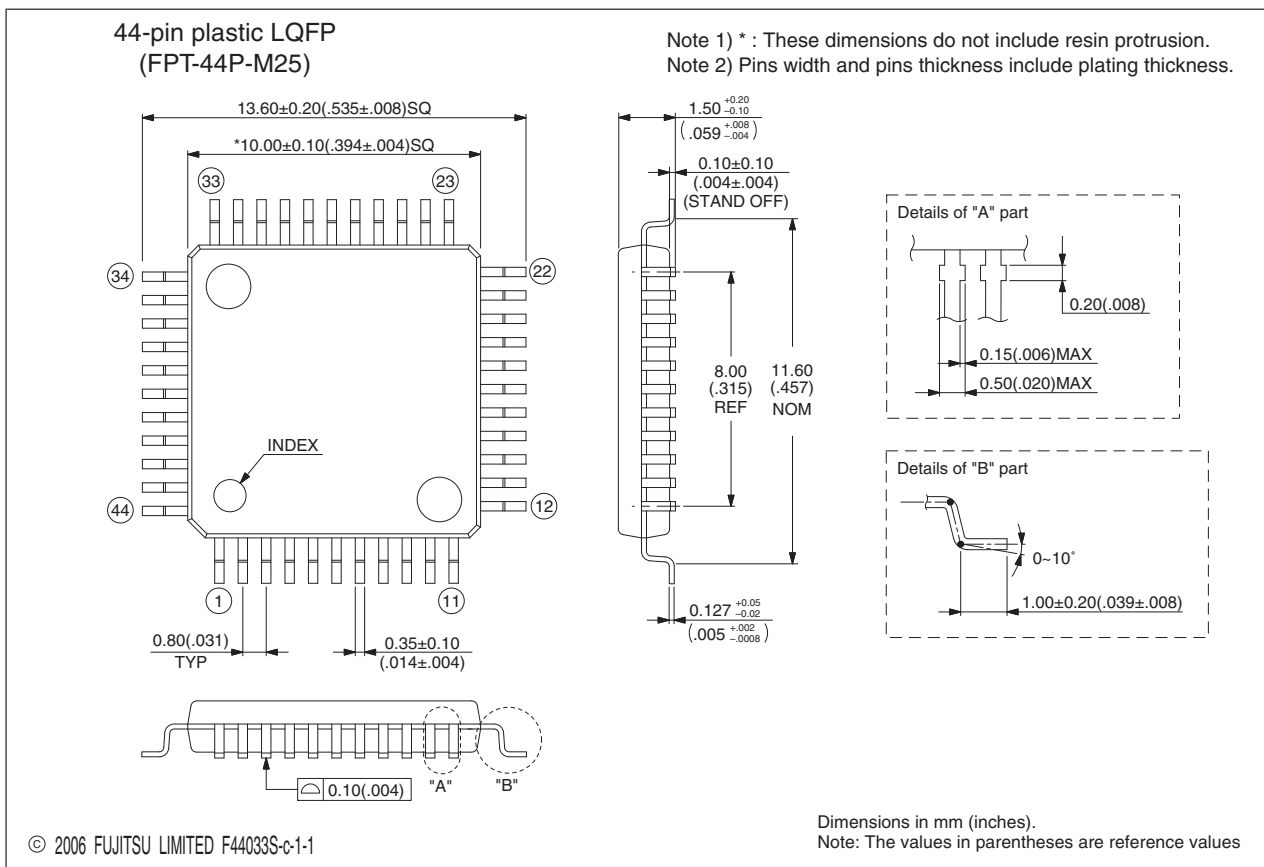 44-pin plastic LQFP
(FPT-44P-M25)
Note 1) * : These dimensions do not include resin protrusion.
Note 2) Pins width and pins thickness include plating thickness.
13.60±0.20(.535±.008)SQ
*10.00±0.10(.394±.004)SQ
33
23
34
22
INDEX
44
12
1
11
0.80(.031)
TYP
0.35±0.10
(.014±.004)
1.50 +0.20 –0.10
(.059 +.008 –.004)
0.10±0.10
(.004±.004)
(STAND OFF)
8.00
(.315)
REF
11.60
(.457)
NOM
0.127 +0.05 –0.02
(.005 +.002 –.0008)
Details of "A" part
0.20(.008)
0.15(.006)MAX
0.50(.020)MAX
Details of "B" part
0~10°
1.00±0.20(.039±.008)
0.10(.004)
"A"
"B"
© 2006 FUJITSU LIMITED F44033S-c-1-1
Dimensions in mm (inches).
Note: The values in parentheses are reference values